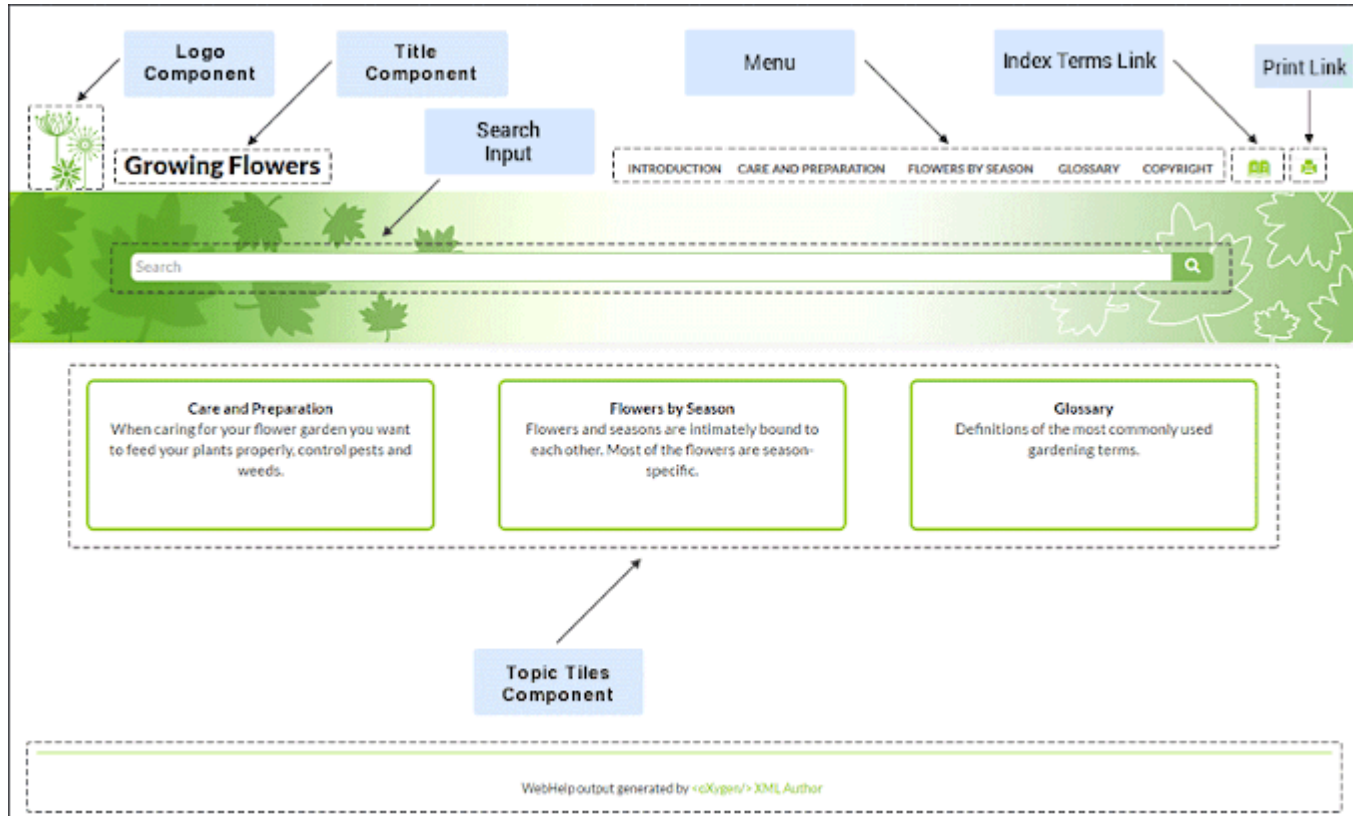 Logo
Component
Title
Component
Menu
Index Terms Link
Print Link
Search
Input
Growing Flowers
INTRODUCTION CARE AND PREPARATION FLOWERS BY SEASON GLOSSARY COPYRIGHT
Search
Care and Preparation
When caring for your flower garden you want
to feed your plants properly, control pests and
weeds.
Flowers by Season
Flowers and seasons are intimately bound to
each other. Most of the flowers are season-
specific.
Glossary
Definitions of the most commonly used
gardening terms.
Topic Tiles
Component
WebHelp output generated by <oXygen/> XML Author